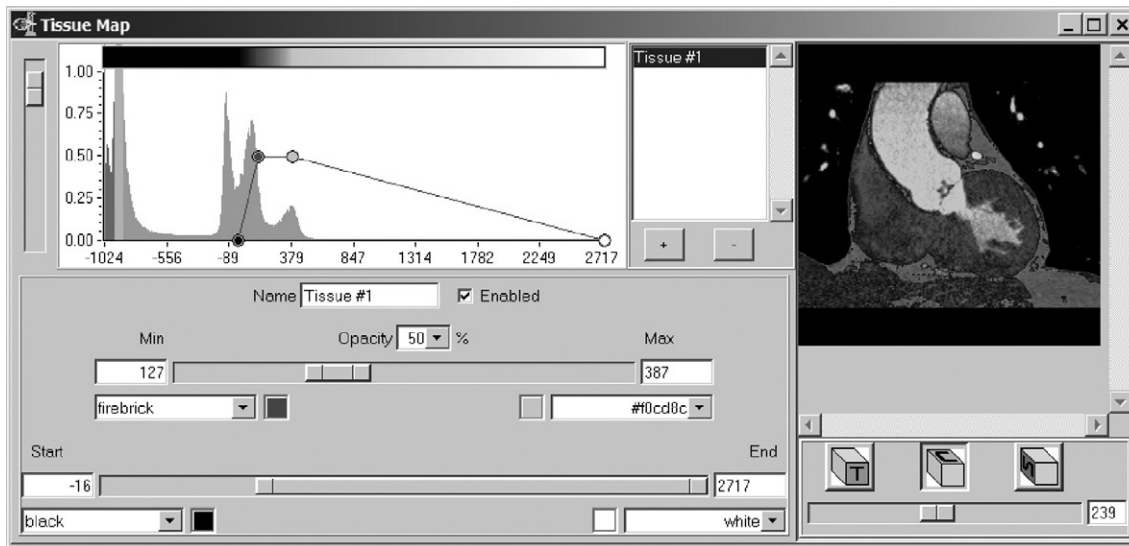 Tissue Map
1.00
0.75
0.50
0.25
0.00
-1024 -556 -89 379 847 1314 1782 2249 2717
Tissue #1
+ -
Name Tissue #1 Enabled
Min Opacity 50 % Max
127 387
firebrick #f0cd8c
Start End
-16 2717
black white
T C S
239